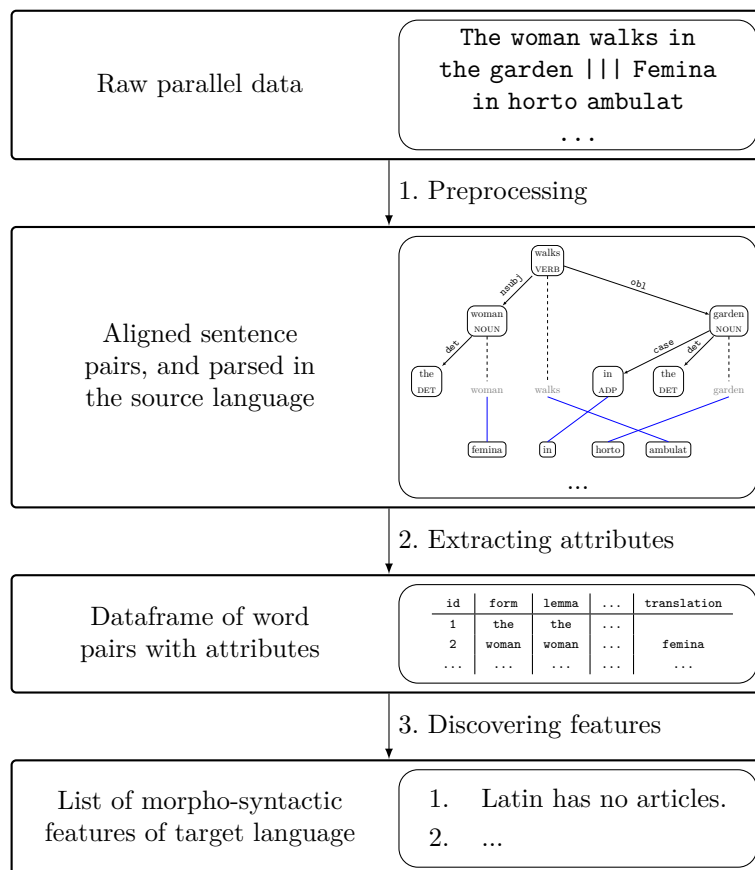 Raw parallel data
The woman walks in
the garden ||| Femina
in horto ambulat
...
1. Preprocessing
Aligned sentence
pairs, and parsed in
the source language
walks
VERB
nsubj
obl
woman
NOUN
garden
NOUN
det
case
det
the
DET
in
ADP
the
DET
woman
walks
garden
femina
in
horto
ambulat
...
2. Extracting attributes
Dataframe of word
pairs with attributes
id form lemma ... translation
1 the the ...
2 woman woman ... femina
... ... ... ... ...
3. Discovering features
List of morpho-syntactic
features of target language
1. Latin has no articles.
2. ...